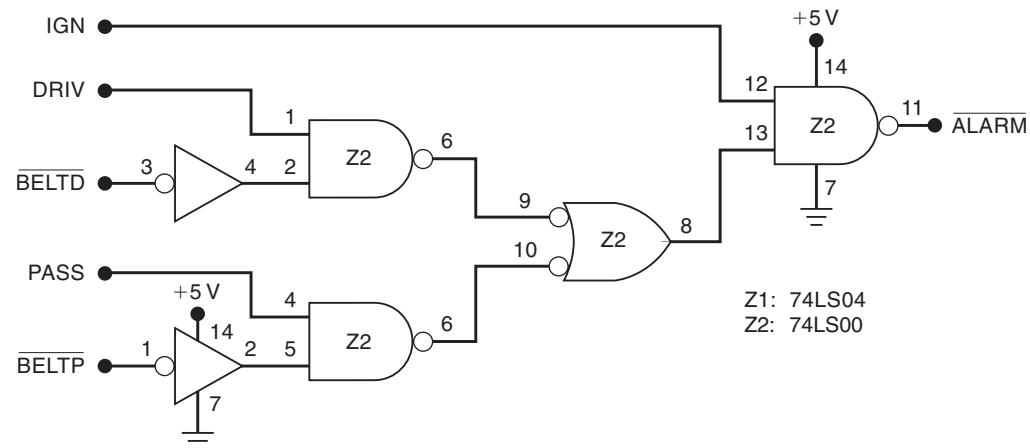 IGN
+5 V
14
DRIV
12
11
1
13
Z2
ALARM
6
Z2
3
4
2
7
BELTD
9
8
Z2
10
PASS
+5 V
4
Z1: 74LS04
6
14
Z2
Z2: 74LS00
BELTP
1
2
5
7